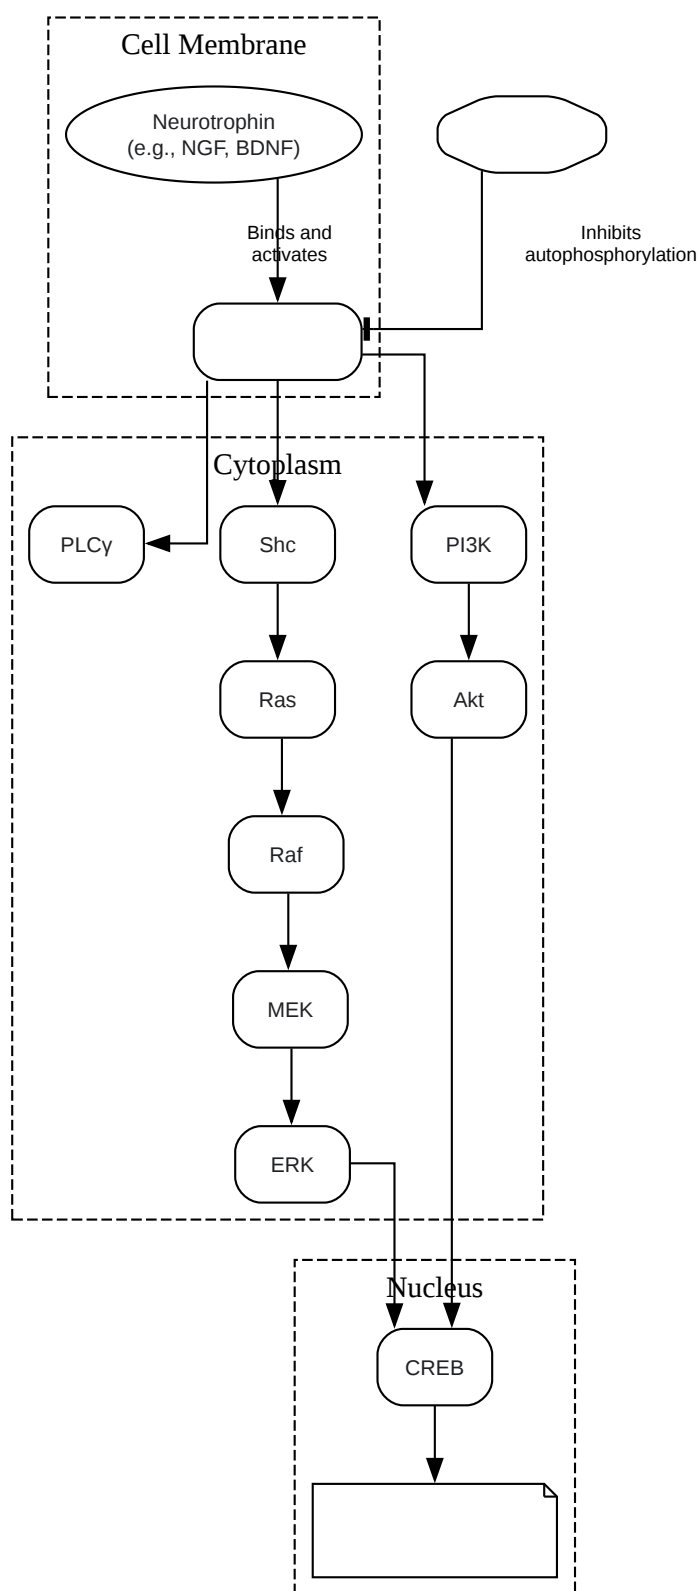 Cell Membrane
Neurotrophin
(e.g., NGF, BDNF)
Binds and
activates
Inhibits
autophosphorylation
Cytoplasm
PLCγ
Shc
PI3K
Ras
Akt
Raf
MEK
ERK
Nucleus
CREB